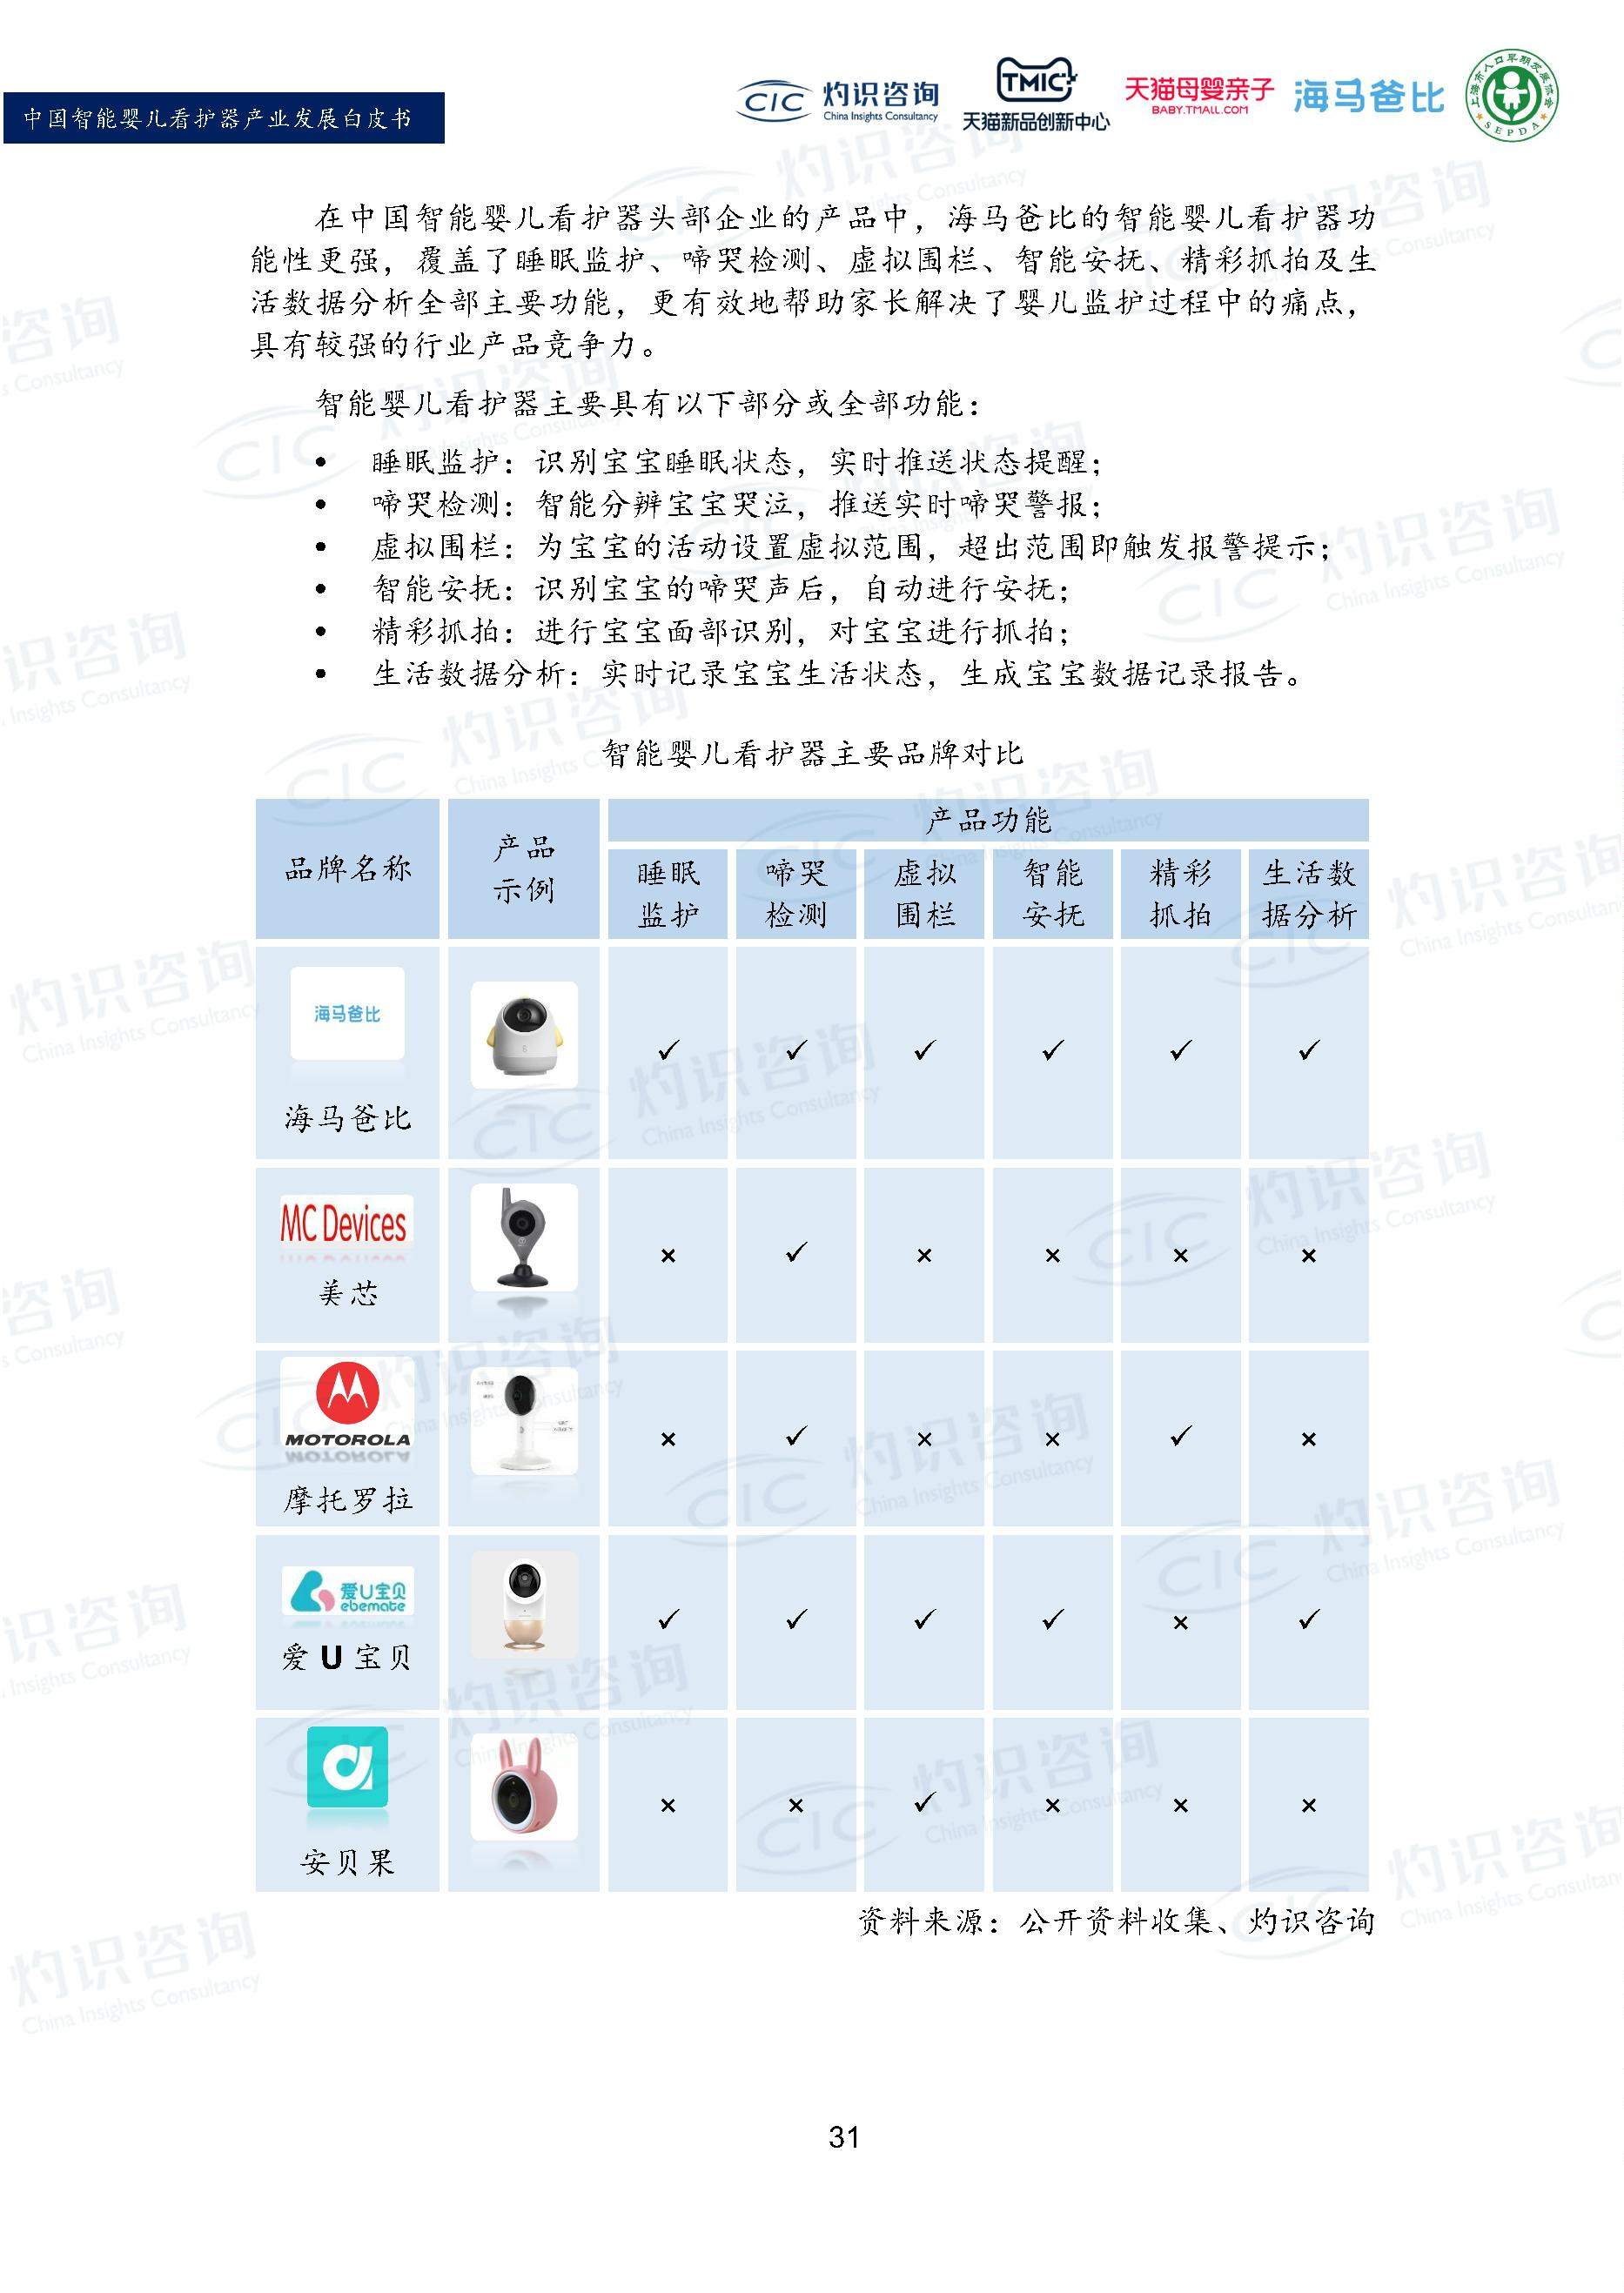 中国智能婴儿看护器产业发展白皮书
CIC 灼识咨询
China Insights Consultancy
TMIC
天猫新品创新中心
天猫母婴亲子
BABY.TMALL.COM
海马爸比
上海市人口早期发展协会
SEPDA
在中国智能婴儿看护器头部企业的产品中，海马爸比的智能婴儿看护器功
能性更强，覆盖了睡眠监护、啼哭检测、虚拟围栏、智能安抚、精彩抓拍及生
活数据分析全部主要功能，更有效地帮助家长解决了婴儿监护过程中的痛点，
具有较强的行业产品竞争力。
智能婴儿看护器主要具有以下部分或全部功能：
• 睡眠监护：识别宝宝睡眠状态，实时推送状态提醒；
• 啼哭检测：智能分辨宝宝哭泣，推送实时啼哭警报；
• 虚拟围栏：为宝宝的活动设置虚拟范围，超出范围即触发报警提示；
• 智能安抚：识别宝宝的啼哭声后，自动进行安抚；
• 精彩抓拍：进行宝宝面部识别，对宝宝进行抓拍；
• 生活数据分析：实时记录宝宝生活状态，生成宝宝数据记录报告。
智能婴儿看护器主要品牌对比
品牌名称
产品
示例
产品功能
睡眠
监护
啼哭
检测
虚拟
围栏
智能
安抚
精彩
抓拍
生活数
据分析
海马爸比
海马爸比
✓ ✓ ✓ ✓ ✓ ✓
MC Devices
美芯
× ✓ × × × ×
MOTOROLA
摩托罗拉
× ✓ × × ✓ ×
爱U宝贝
ebemate
爱 U 宝贝
✓ ✓ ✓ ✓ × ✓
安贝果
× × ✓ × × ×
资料来源：公开资料收集、灼识咨询
31